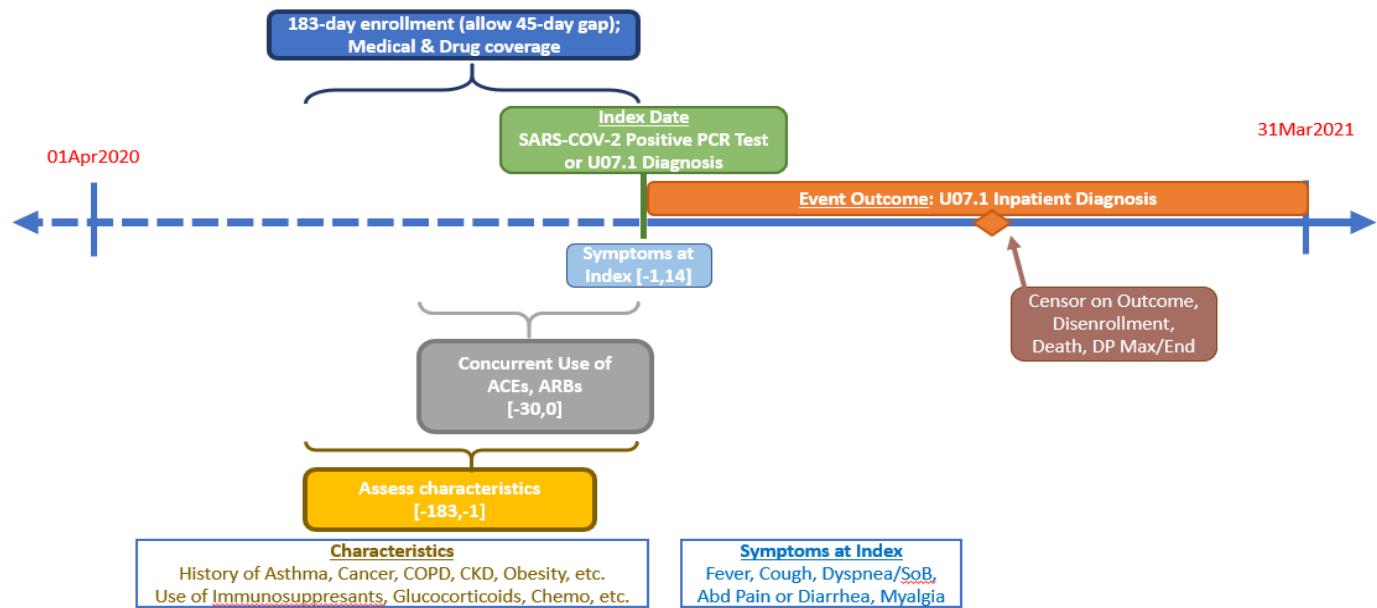 183-day enrollment (allow 45-day gap);
Medical & Drug coverage
Index Date
SARS-COV-2 Positive PCR Test
or U07.1 Diagnosis
01Apr2020
31Mar2021
Event Outcome: U07.1 Inpatient Diagnosis
Symptoms at
Index [-1,14]
Censor on Outcome,
Disenrollment,
Death, DP Max/End
Concurrent Use of
ACEs, ARBs
[-30,0]
Assess characteristics
[-183,-1]
Characteristics
History of Asthma, Cancer, COPD, CKD, Obesity, etc.
Use of Immunosuppresants, Glucocorticoids, Chemo, etc.
Symptoms at Index
Fever, Cough, Dyspnea/SoB,
Abd Pain or Diarrhea, Myalgia